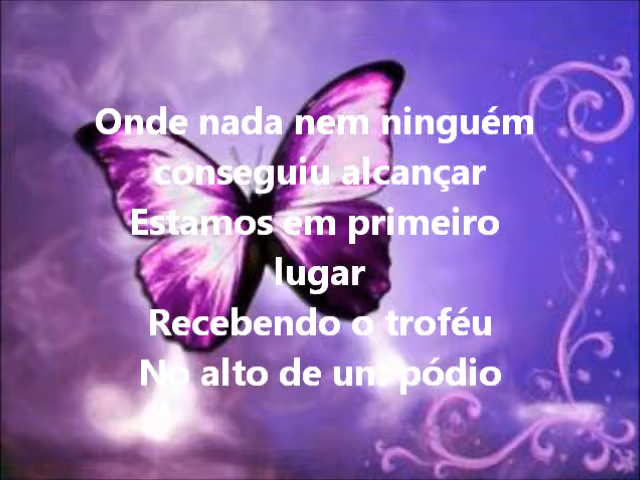 Onde nada nem ninguém
conseguiu alcançar
Estamos em primeiro
lugar
Recebendo o troféu
No alto de um pódio